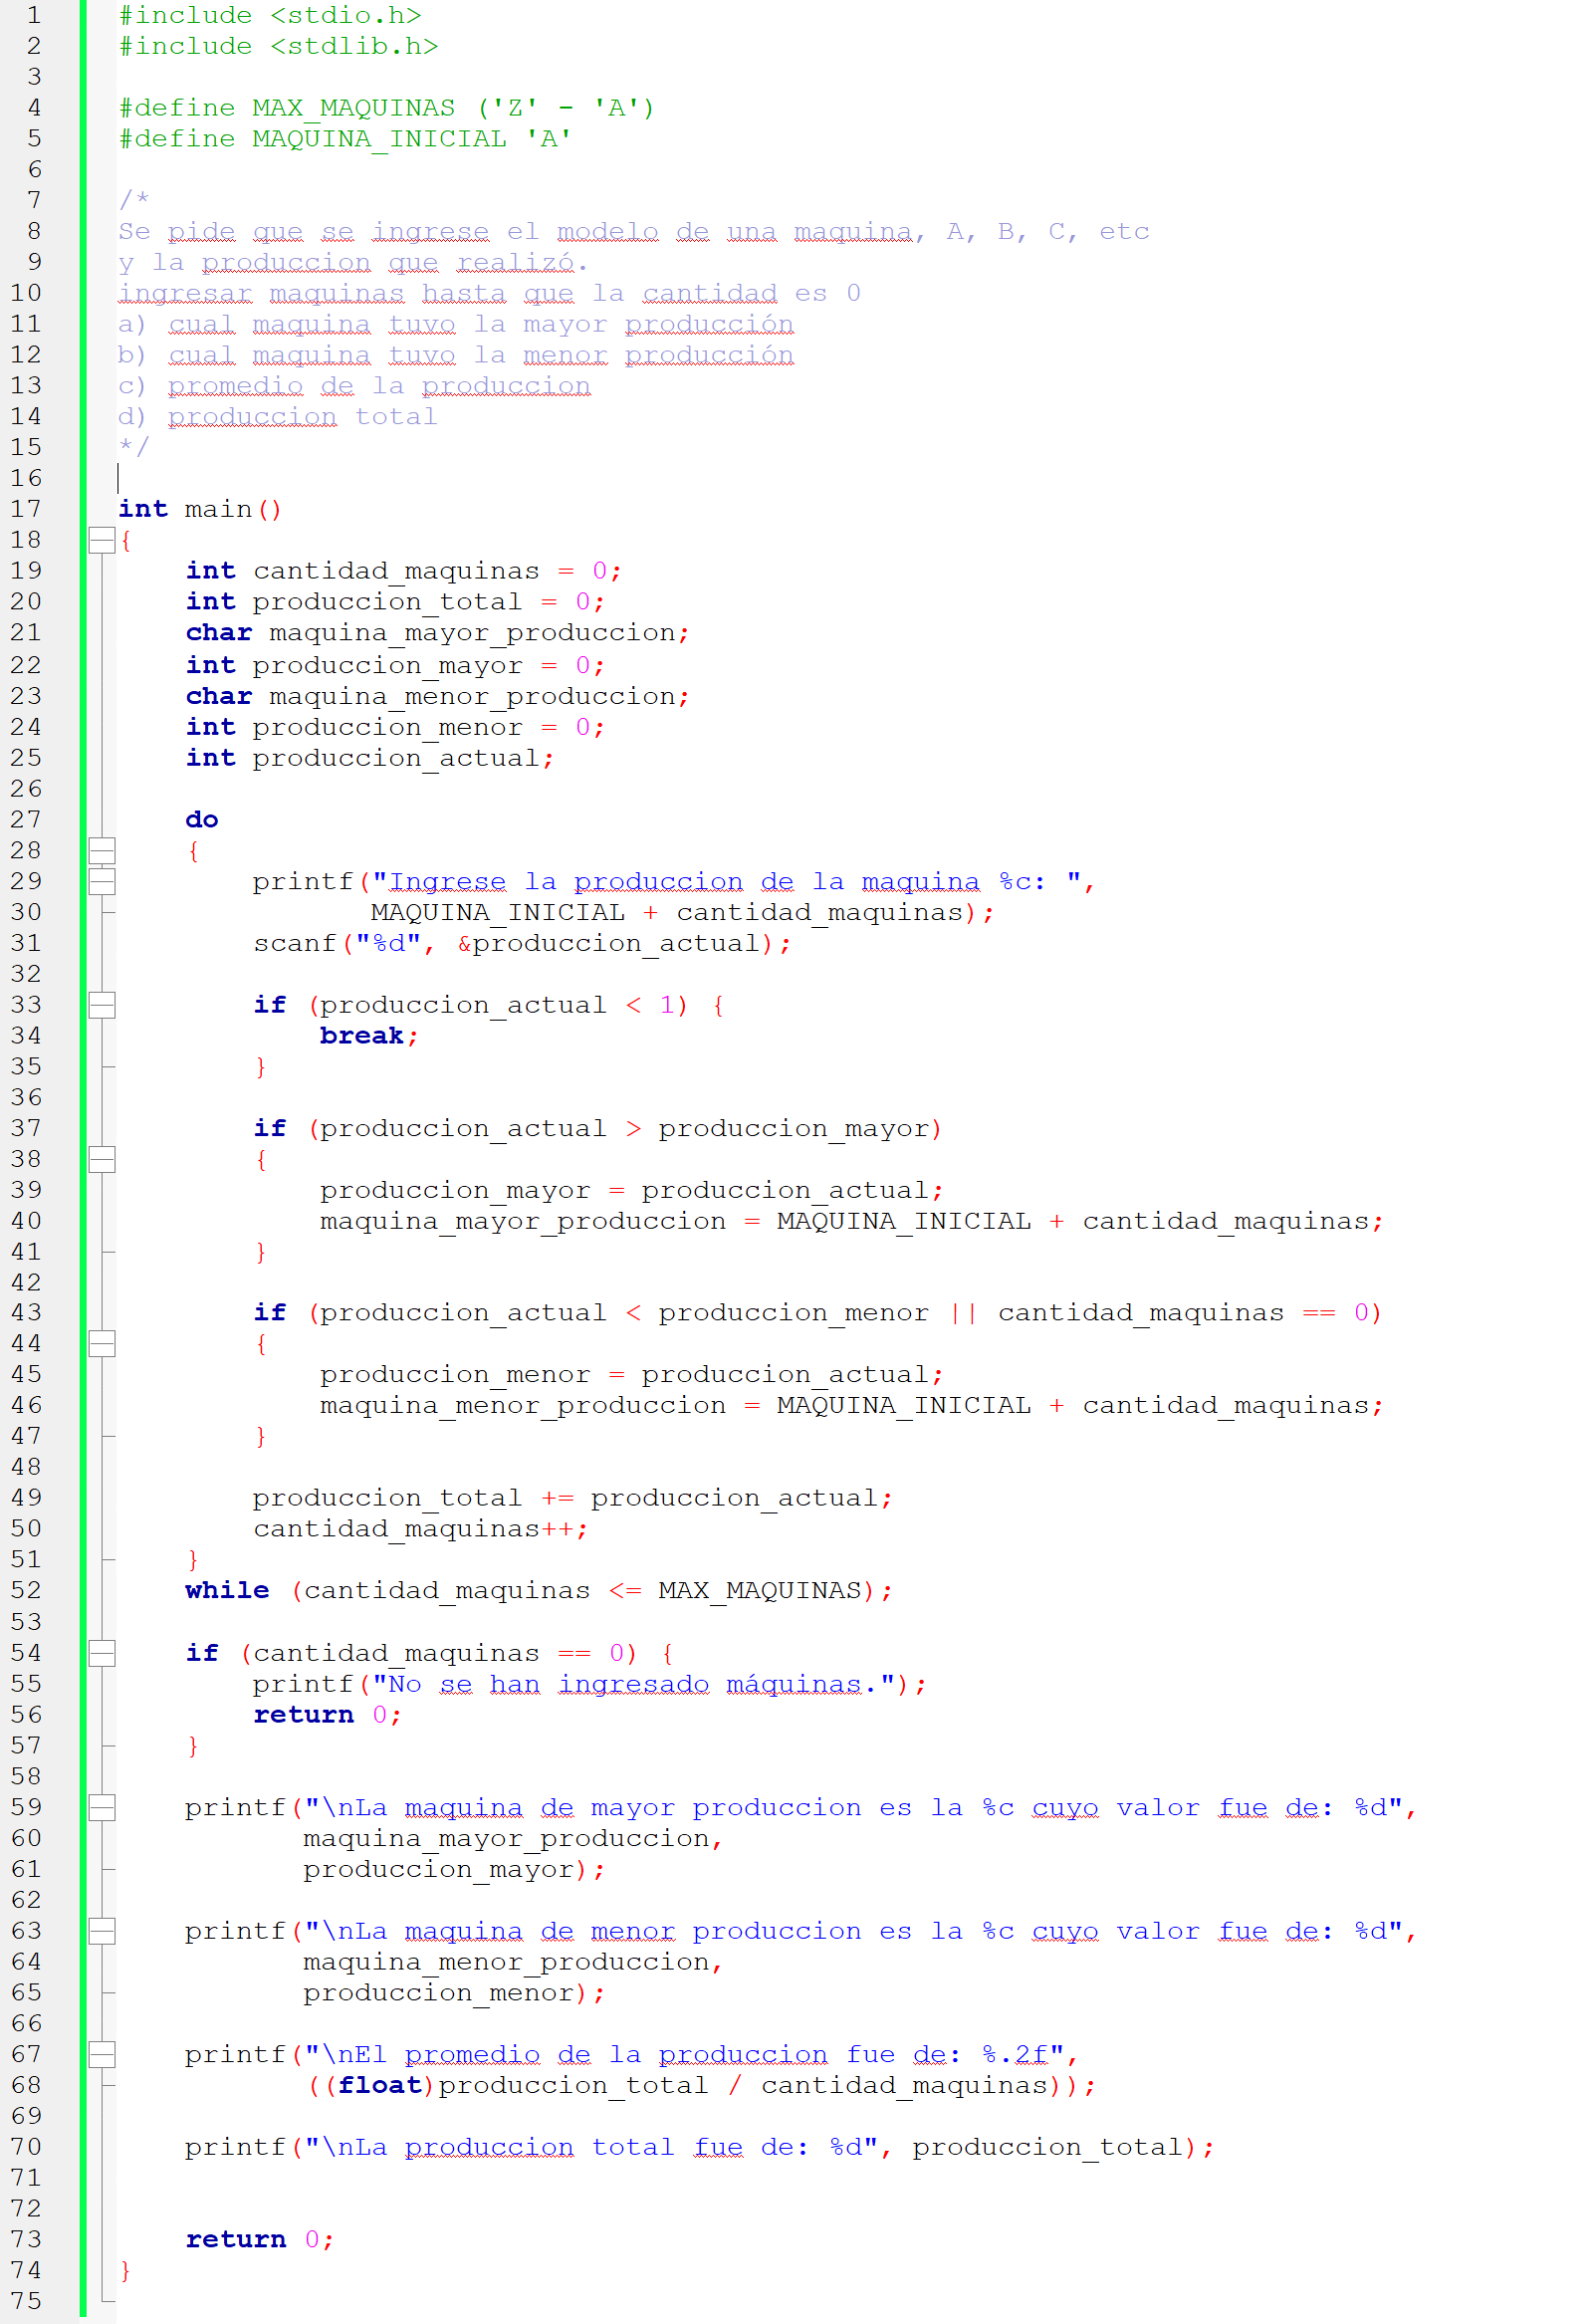 1 #include <stdio.h>
2 #include <stdlib.h>
3
4 #define MAX_MAQUINAS ('Z' - 'A')
5 #define MAQUINA_INICIAL 'A'
6
7 /*
8 Se pide que se ingrese el modelo de una maquina, A, B, C, etc
9 y la produccion que realizó.
10 ingresar maquinas hasta que la cantidad es 0
11 a) cual maquina tuvo la mayor producción
12 b) cual maquina tuvo la menor producción
13 c) promedio de la produccion
14 d) produccion total
15 */
16
17 int main()
18 {
19     int cantidad_maquinas = 0;
20     int produccion_total = 0;
21     char maquina_mayor_produccion;
22     int produccion_mayor = 0;
23     char maquina_menor_produccion;
24     int produccion_menor = 0;
25     int produccion_actual;
26
27     do
28     {
29         printf("Ingrese la produccion de la maquina %c: ",
30                MAQUINA_INICIAL + cantidad_maquinas);
31         scanf("%d", &produccion_actual);
32
33         if (produccion_actual < 1) {
34             break;
35         }
36
37         if (produccion_actual > produccion_mayor)
38         {
39             produccion_mayor = produccion_actual;
40             maquina_mayor_produccion = MAQUINA_INICIAL + cantidad_maquinas;
41         }
42
43         if (produccion_actual < produccion_menor || cantidad_maquinas == 0)
44         {
45             produccion_menor = produccion_actual;
46             maquina_menor_produccion = MAQUINA_INICIAL + cantidad_maquinas;
47         }
48
49         produccion_total += produccion_actual;
50         cantidad_maquinas++;
51     }
52     while (cantidad_maquinas <= MAX_MAQUINAS);
53
54     if (cantidad_maquinas == 0) {
55         printf("No se han ingresado máquinas.");
56         return 0;
57     }
58
59     printf("\nLa maquina de mayor produccion es la %c cuyo valor fue de: %d",
60            maquina_mayor_produccion,
61            produccion_mayor);
62
63     printf("\nLa maquina de menor produccion es la %c cuyo valor fue de: %d",
64            maquina_menor_produccion,
65            produccion_menor);
66
67     printf("\nEl promedio de la produccion fue de: %.2f",
68            ((float)produccion_total / cantidad_maquinas));
69
70     printf("\nLa produccion total fue de: %d", produccion_total);
71
72
73     return 0;
74 }
75